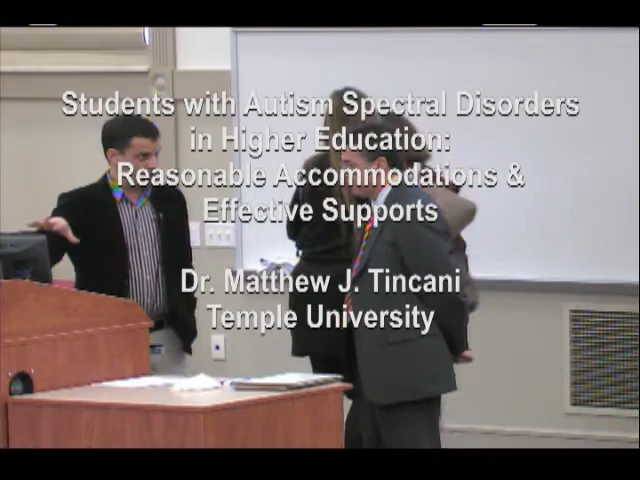 Students with Autism Spectral Disorders
in Higher Education:
Reasonable Accommodations &
Effective Supports
Dr. Matthew J. Tincani
Temple University